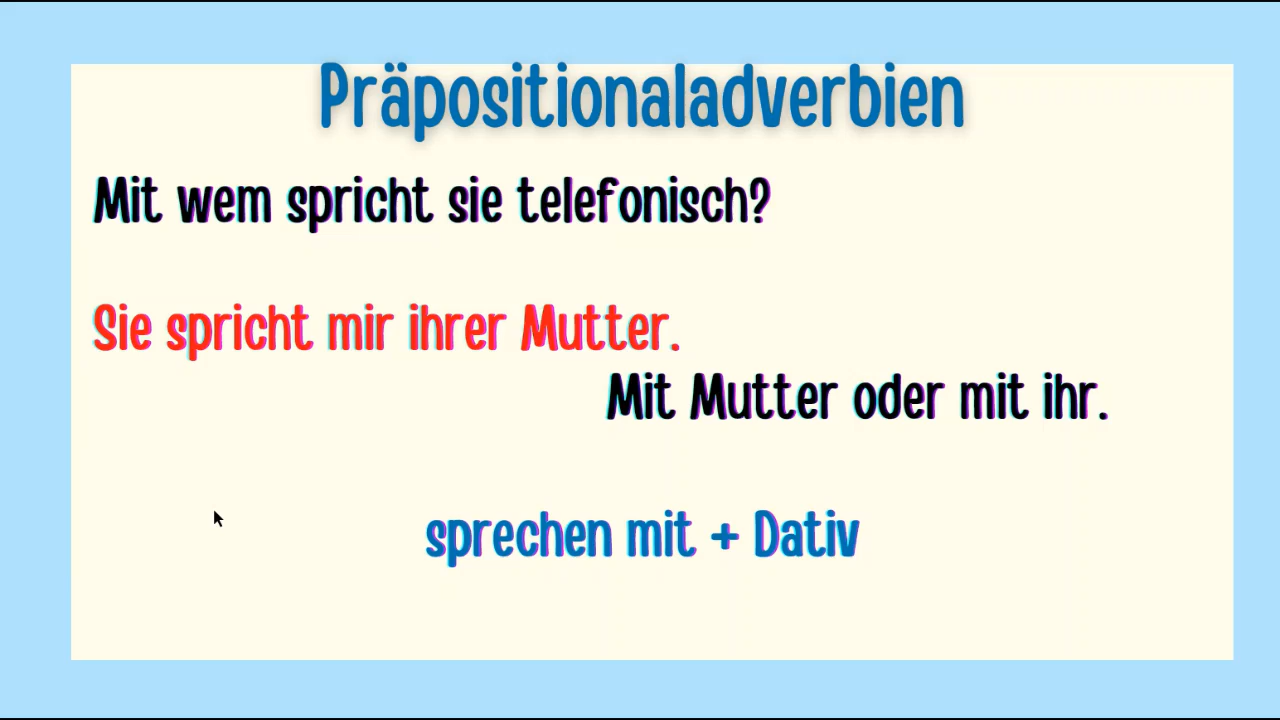 Präpositionaladverbien
Mit wem spricht sie telefonisch?
Sie spricht mir ihrer Mutter.
Mit Mutter oder mit ihr.
sprechen mit + Dativ